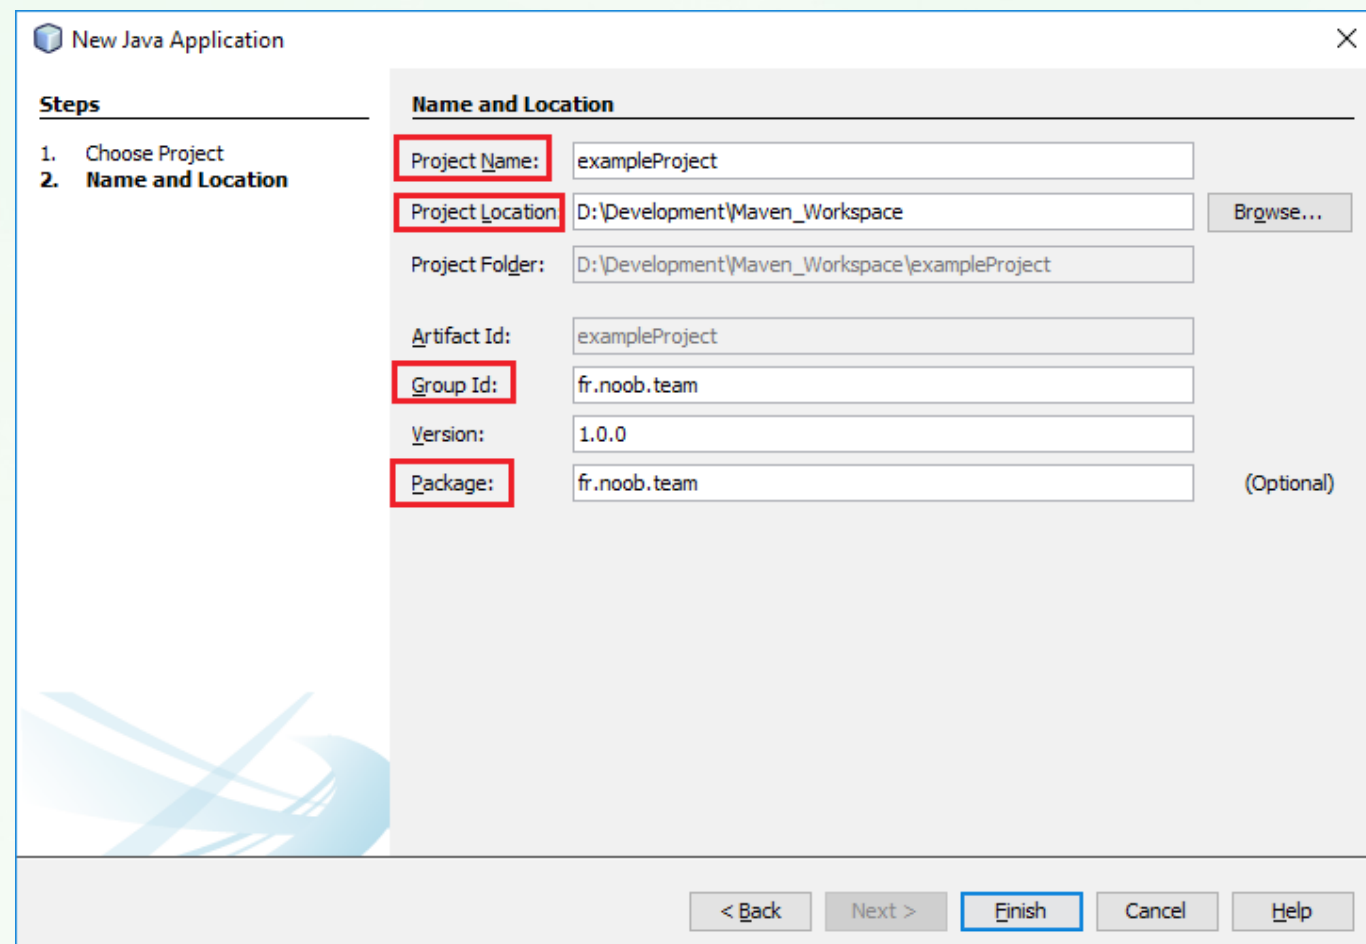 New Java Application
Steps
1. Choose Project
2. Name and Location
Name and Location
Project Name: exampleProject
Project Location: D:\Development\Maven_Workspace Browse...
Project Folder: D:\Development\Maven_Workspace\exampleProject
Artifact Id: exampleProject
Group Id: fr.noob.team
Version: 1.0.0
Package: fr.noob.team (Optional)
< Back Next > Finish Cancel Help